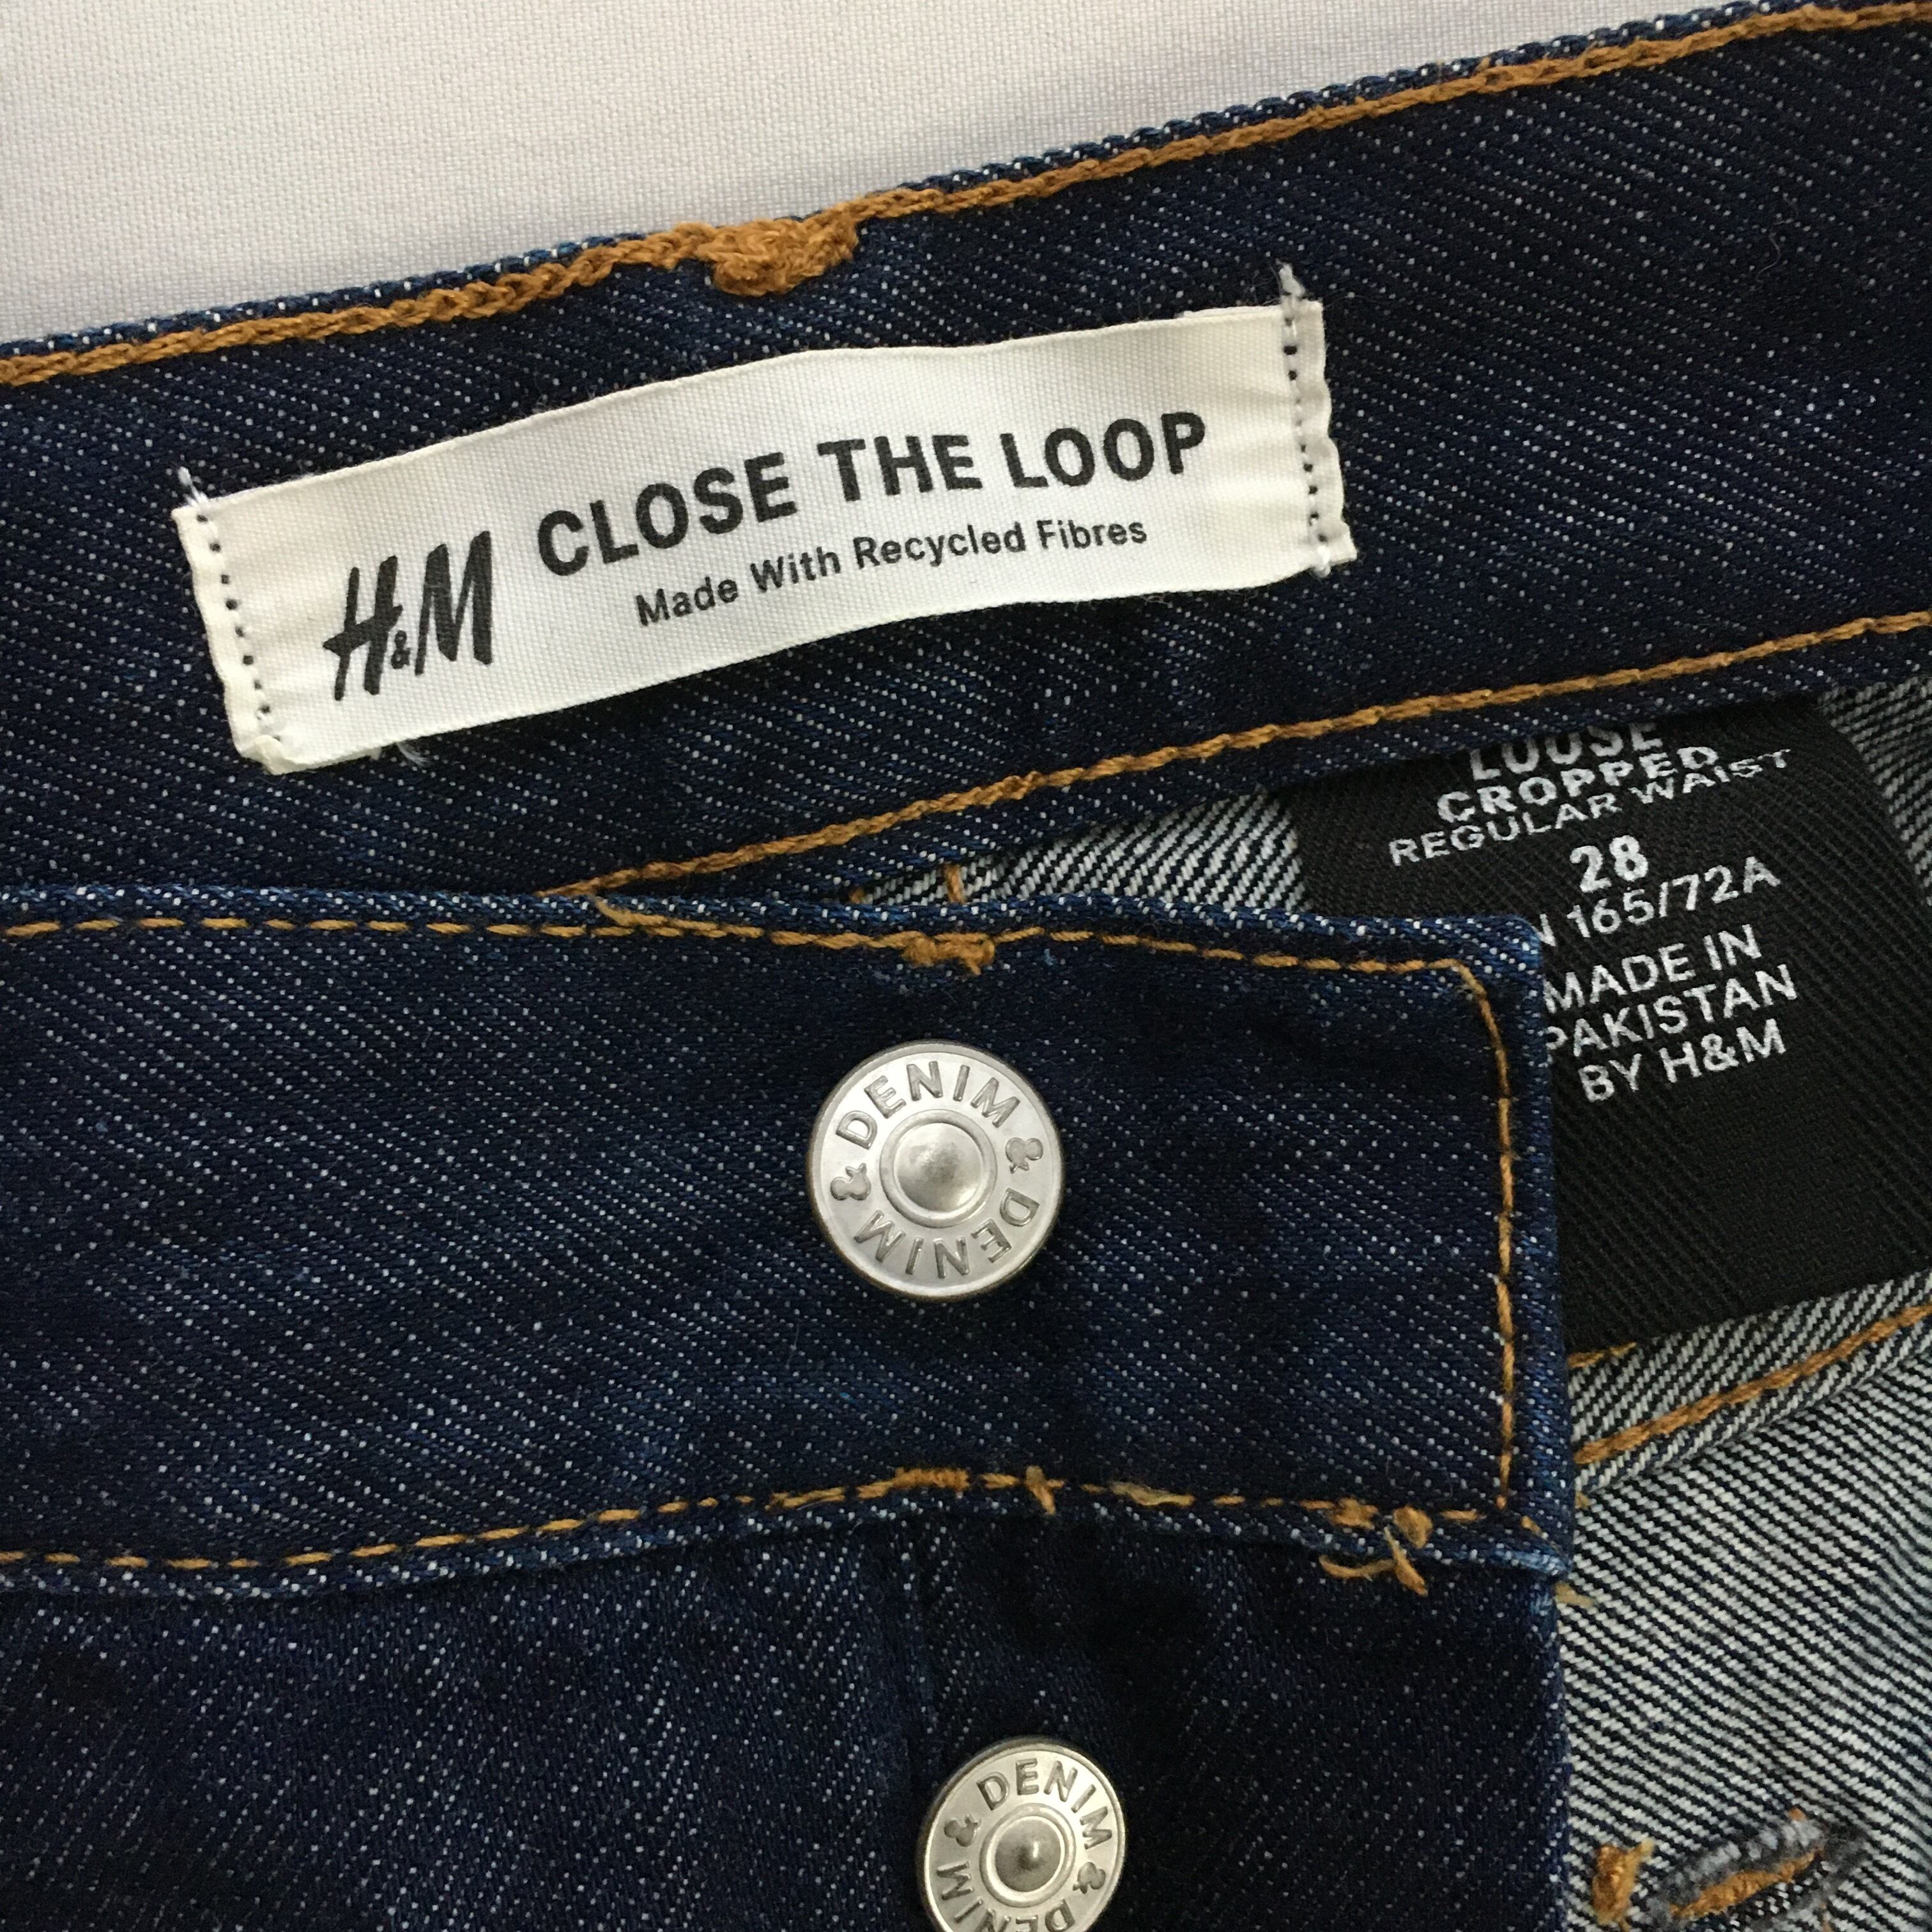 H&M CLOSE THE LOOP
Made With Recycled Fibres
LOOSE
CROPPED
REGULAR WAIST
28
165/72A
MADE IN
PAKISTAN
BY H&M
DENIM & DENIM &
DENIM & DENIM &